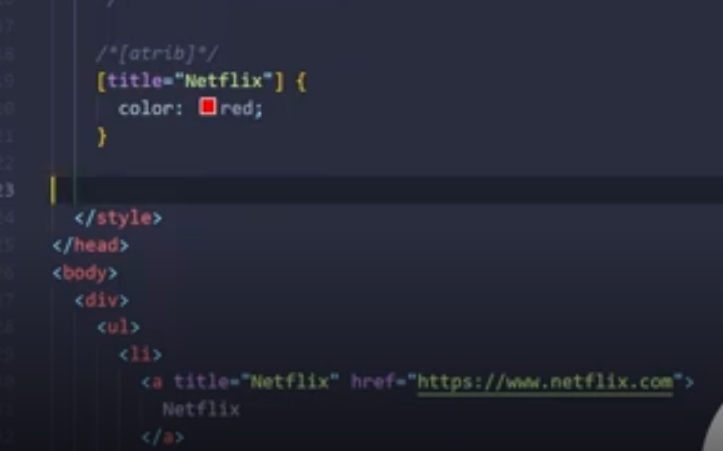 /*[atrib]*/
[title="Netflix"] {
color: red;
}
23
</style>
</head>
<body>
<div>
<ul>
<li>
<a title="Netflix" href="https://www.netflix.com">
Netflix
</a>